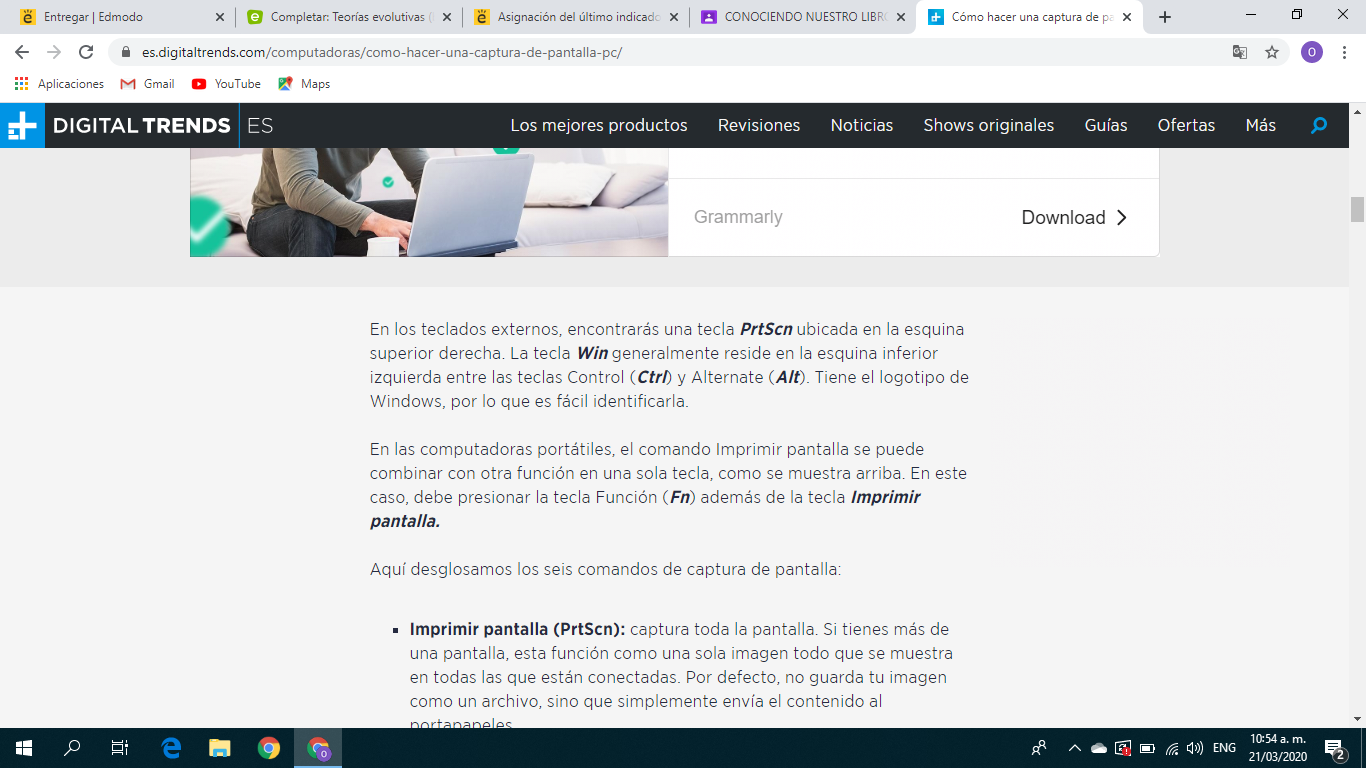 Entregar | Edmodo
Completar: Teorías evolutivas (
Asignación del último indicado
CONOCIENDO NUESTRO LIBRO
Cómo hacer una captura de pa
es.digitaltrends.com/computadoras/como-hacer-una-captura-de-pantalla-pc/
O
Aplicaciones
Gmail
YouTube
Maps
DIGITAL TRENDS ES
Los mejores productos
Revisiones
Noticias
Shows originales
Guías
Ofertas
Más
Grammarly
Download
En los teclados externos, encontrarás una tecla PrtScn ubicada en la esquina
superior derecha. La tecla Win generalmente reside en la esquina inferior
izquierda entre las teclas Control (Ctrl) y Alternate (Alt). Tiene el logotipo de
Windows, por lo que es fácil identificarla.
En las computadoras portátiles, el comando Imprimir pantalla se puede
combinar con otra función en una sola tecla, como se muestra arriba. En este
caso, debe presionar la tecla Función (Fn) además de la tecla Imprimir
pantalla.
Aquí desglosamos los seis comandos de captura de pantalla:
Imprimir pantalla (PrtScn): captura toda la pantalla. Si tienes más de
una pantalla, esta función como una sola imagen todo que se muestra
en todas las que están conectadas. Por defecto, no guarda tu imagen
como un archivo, sino que simplemente envía el contenido al
portapapeles
O
ENG
10:54 a. m.
21/03/2020
2